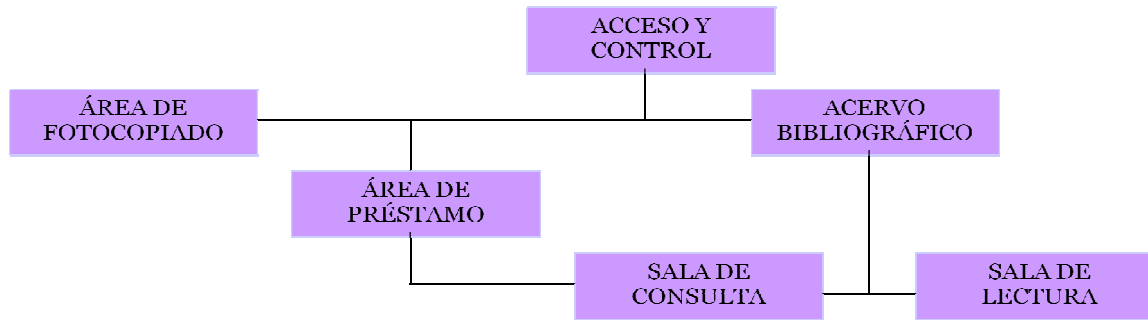 ACCESO Y
CONTROL
ÁREA DE
FOTOCOPIADO
ACERVO
BIBLIOGRÁFICO
ÁREA DE
PRÉSTAMO
SALA DE
CONSULTA
SALA DE
LECTURA